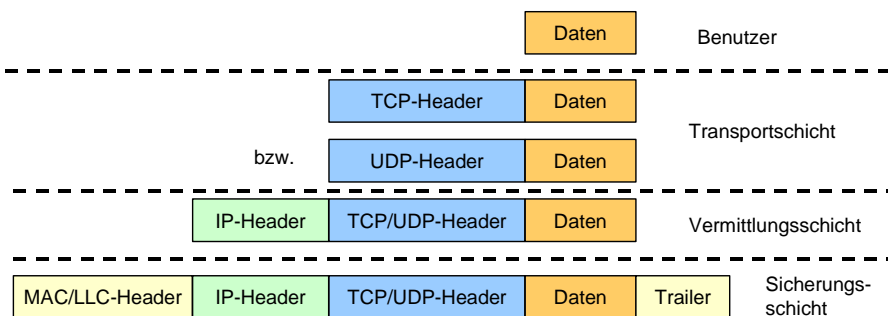 Daten Benutzer
TCP-Header Daten
Transportschicht
bzw. UDP-Header Daten
IP-Header TCP/UDP-Header Daten Vermittlungsschicht
MAC/LLC-Header IP-Header TCP/UDP-Header Daten Trailer Sicherungs-
schicht